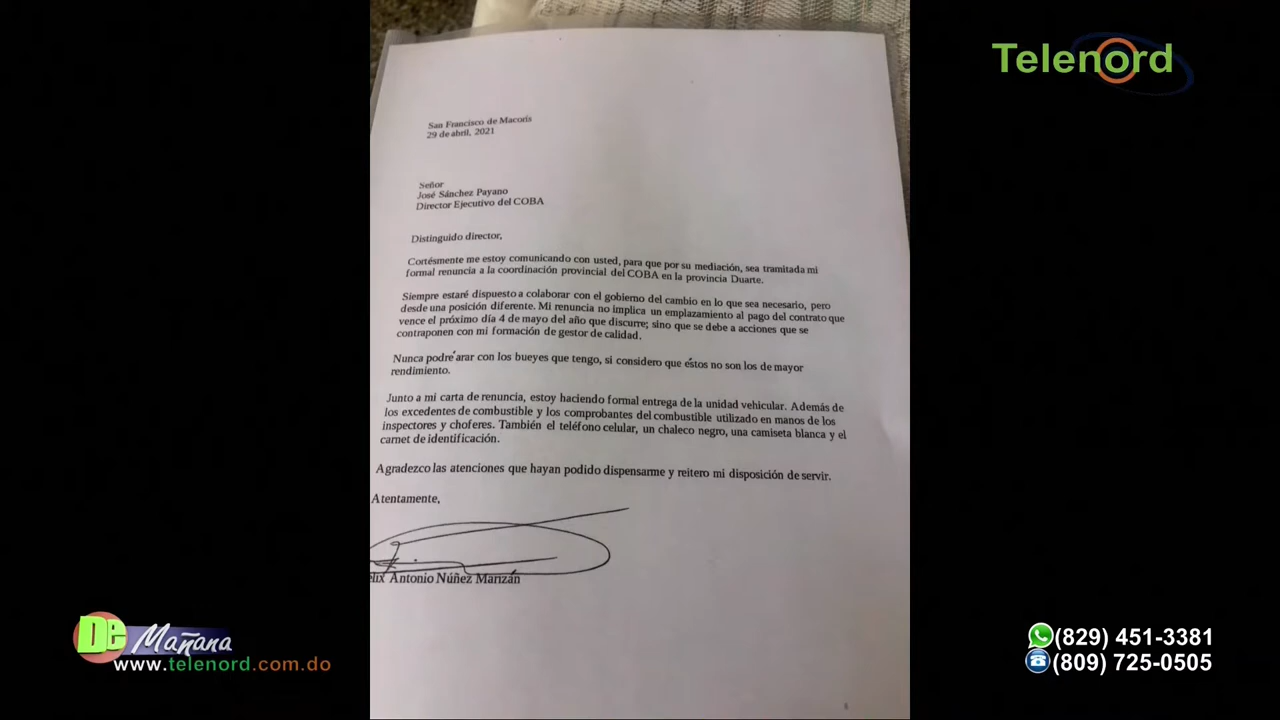 Telenord
San Francisco de Macorís
29 de abril, 2021
Señor
José Sánchez Payano
Director Ejecutivo del COBA
Distinguido director,
Cortésmente me estoy comunicando con usted, para que por su mediación, sea tramitada mi
formal renuncia a la coordinación provincial del COBA en la provincia Duarte.
Siempre estaré dispuesto a colaborar con el gobierno del cambio en lo que sea necesario, pero
desde una posición diferente. Mi renuncia no implica un emplazamiento al pago del contrato que
vence el próximo día 4 de mayo del año que discurre; sino que se debe a acciones que se
contraponen con mi formación de gestor de calidad.
Nunca podré arar con los bueyes que tengo, si considero que éstos no son los de mayor
rendimiento.
Junto a mi carta de renuncia, estoy haciendo formal entrega de la unidad vehicular. Además de
los excedentes de combustible y los comprobantes del combustible utilizado en manos de los
inspectores y choferes. También el teléfono celular, un chaleco negro, una camiseta blanca y el
carnet de identificación.
Agradezco las atenciones que hayan podido dispensarme y reitero mi disposición de servir.
Atentamente,
elix Antonio Núñez Marizán
De Mañana
www.telenord.com.do
(829) 451-3381
(809) 725-0505